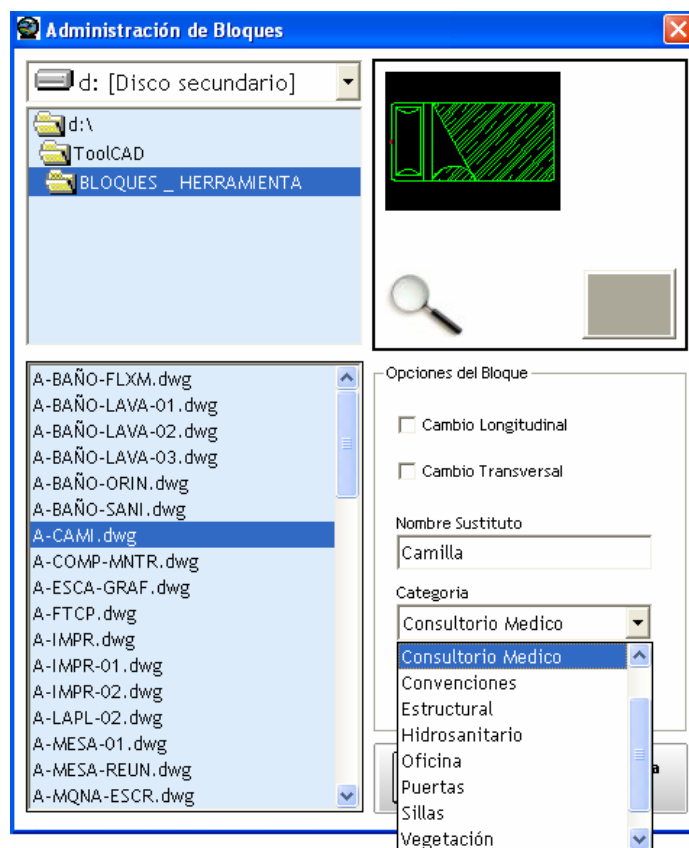 Administración de Bloques
d: [Disco secundario]
d:\
ToolCAD
BLOQUES _ HERRAMIENTA
A-BAÑO-FLXM.dwg
A-BAÑO-LAVA-01.dwg
A-BAÑO-LAVA-02.dwg
A-BAÑO-LAVA-03.dwg
A-BAÑO-ORIN.dwg
A-BAÑO-SANI.dwg
A-CAMI.dwg
A-COMP-MNTR.dwg
A-ESCA-GRAF.dwg
A-FTCP.dwg
A-IMPR.dwg
A-IMPR-01.dwg
A-IMPR-02.dwg
A-LAPL-02.dwg
A-MESA-01.dwg
A-MESA-REUN.dwg
A-MQNA-ESCR.dwg
Opciones del Bloque
Cambio Longitudinal
Cambio Transversal
Nombre Sustituto
Camilla
Categoria
Consultorio Medico
Consultorio Medico
Convenciones
Estructural
Hidrosanitario
Oficina
Puertas
Sillas
Vegetación